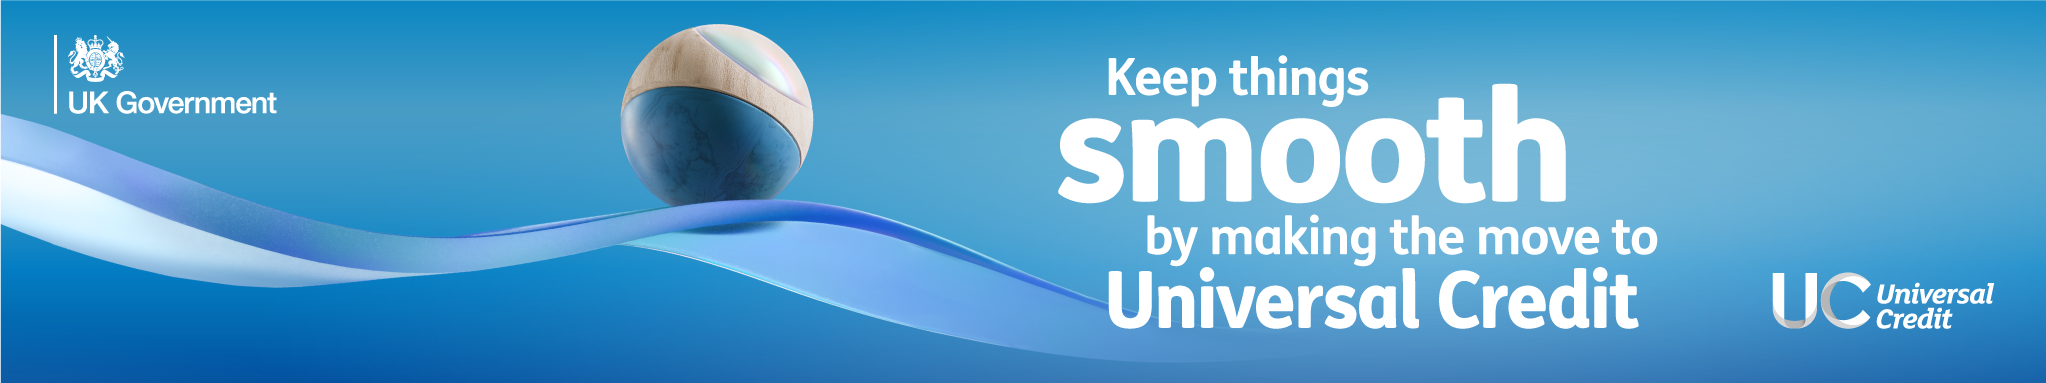 UK Government
Keep things
smooth
by making the move to
Universal Credit
UC Universal
Credit